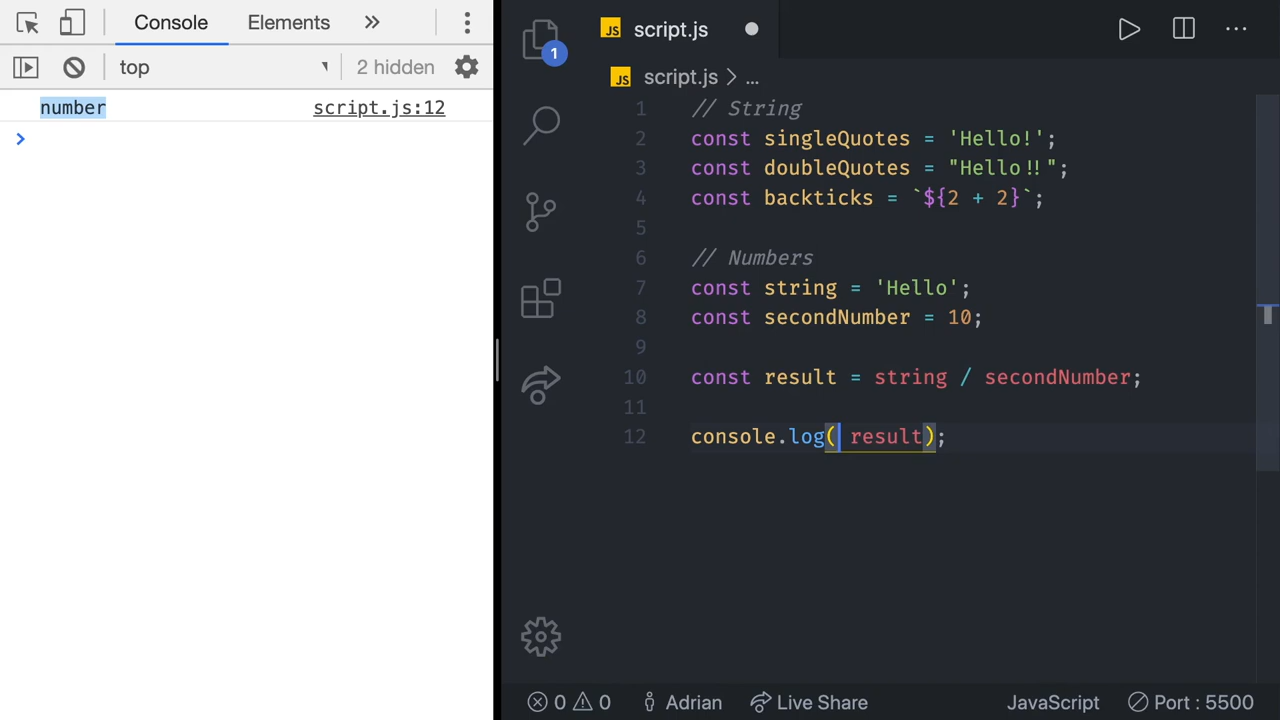 Console Elements »
top ▼ 2 hidden
number script.js:12
>
1
JS script.js ●
JS script.js > ...
1 // String
2 const singleQuotes = 'Hello!';
3 const doubleQuotes = "Hello!!";
4 const backticks = `${2 + 2}`;
5
6 // Numbers
7 const string = 'Hello';
8 const secondNumber = 10;
9
10 const result = string / secondNumber;
11
12 console.log( result);
0 0 Adrian Live Share JavaScript Port : 5500